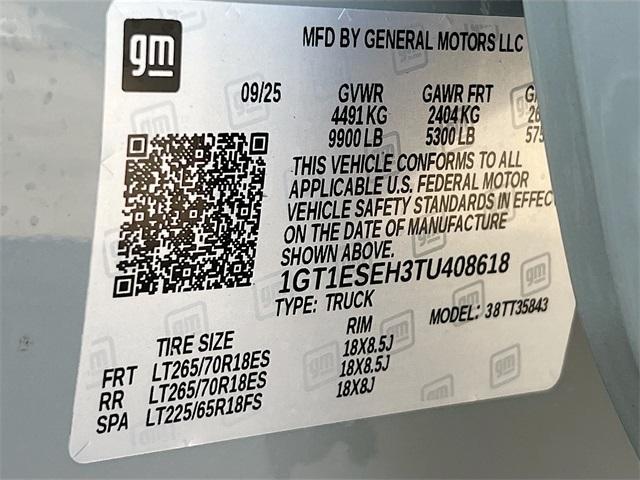 gm
MFD BY GENERAL MOTORS LLC
09/25 GVWR GAWR FRT
4491 KG 2404 KG
9900 LB 5300 LB
THIS VEHICLE CONFORMS TO ALL
APPLICABLE U.S. FEDERAL MOTOR
VEHICLE SAFETY STANDARDS IN EFFEC
ON THE DATE OF MANUFACTURE
SHOWN ABOVE.
1GT1ESEH3TU408618
TYPE: TRUCK MODEL: 38TT35843
TIRE SIZE RIM
FRT LT265/70R18ES 18X8.5J
RR LT265/70R18ES 18X8.5J
SPA LT225/65R18FS 18X8J